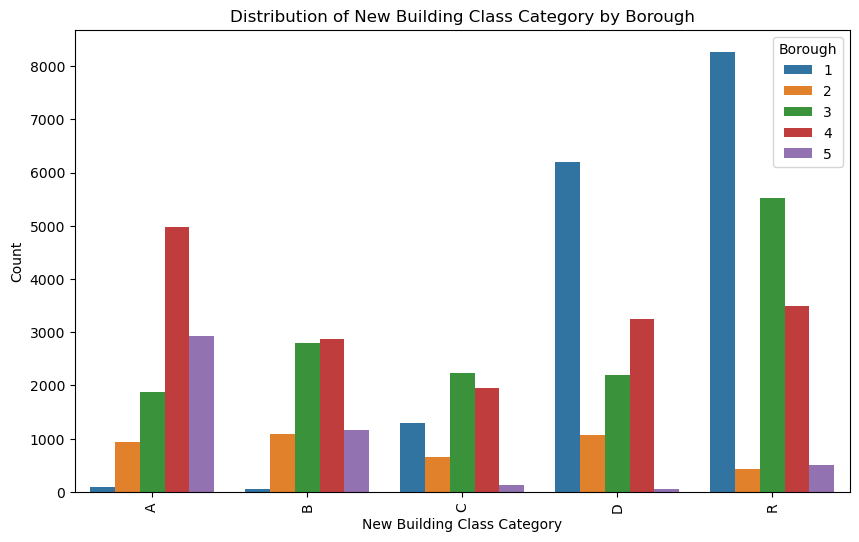 Distribution of New Building Class Category by Borough
Borough
1
2
3
4
5
Count
8000
7000
6000
5000
4000
3000
2000
1000
0
A
B
C
D
R
New Building Class Category